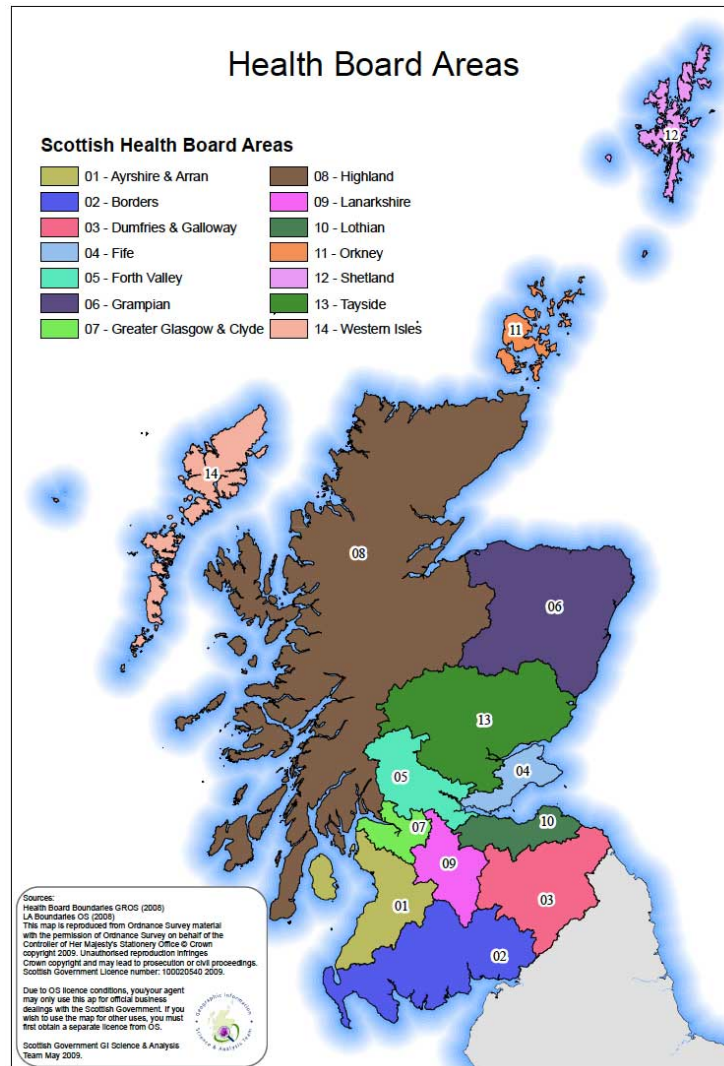 Health Board Areas
Scottish Health Board Areas
01 - Ayrshire & Arran
02 - Borders
03 - Dumfries & Galloway
04 - Fife
05 - Forth Valley
06 - Grampian
07 - Greater Glasgow & Clyde
08 - Highland
09 - Lanarkshire
10 - Lothian
11 - Orkney
12 - Shetland
13 - Tayside
14 - Western Isles
12
11
14
08
06
13
04
05
10
07
09
01
03
02
Sources:
Health Board Boundaries GROS (2008)
LA Boundaries OS (2008)
This map is reproduced from Ordnance Survey material
with the permission of Ordnance Survey on behalf of the
Controller of Her Majesty's Stationery Office © Crown
copyright 2009. Unauthorised reproduction infringes
Crown copyright and may lead to prosecution or civil proceedings.
Scottish Government Licence number: 100020540 2009.
Due to OS licence conditions, you/your agent
may only use this ap for official business
dealings with the Scottish Government. If you
wish to use the map for other uses, you must
first obtain a separate licence from OS.
Scottish Government GI Science & Analysis
Team May 2009.
Geographic Information
Science & Analysis Team